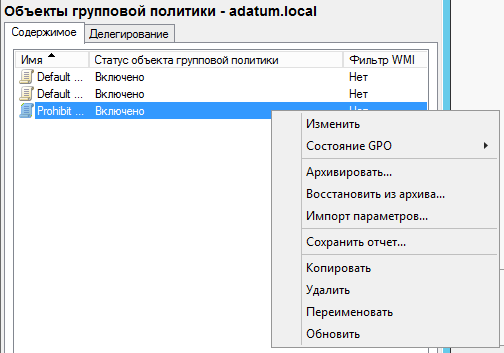 Объекты групповой политики - adatum.local
Содержимое Делегирование
Имя Статус объекта групповой политики Фильтр WMI
Default ... Включено Нет
Default ... Включено Нет
Prohibit ... Включено
Изменить
Состояние GPO
Архивировать...
Восстановить из архива...
Импорт параметров...
Сохранить отчет...
Копировать
Удалить
Переименовать
Обновить